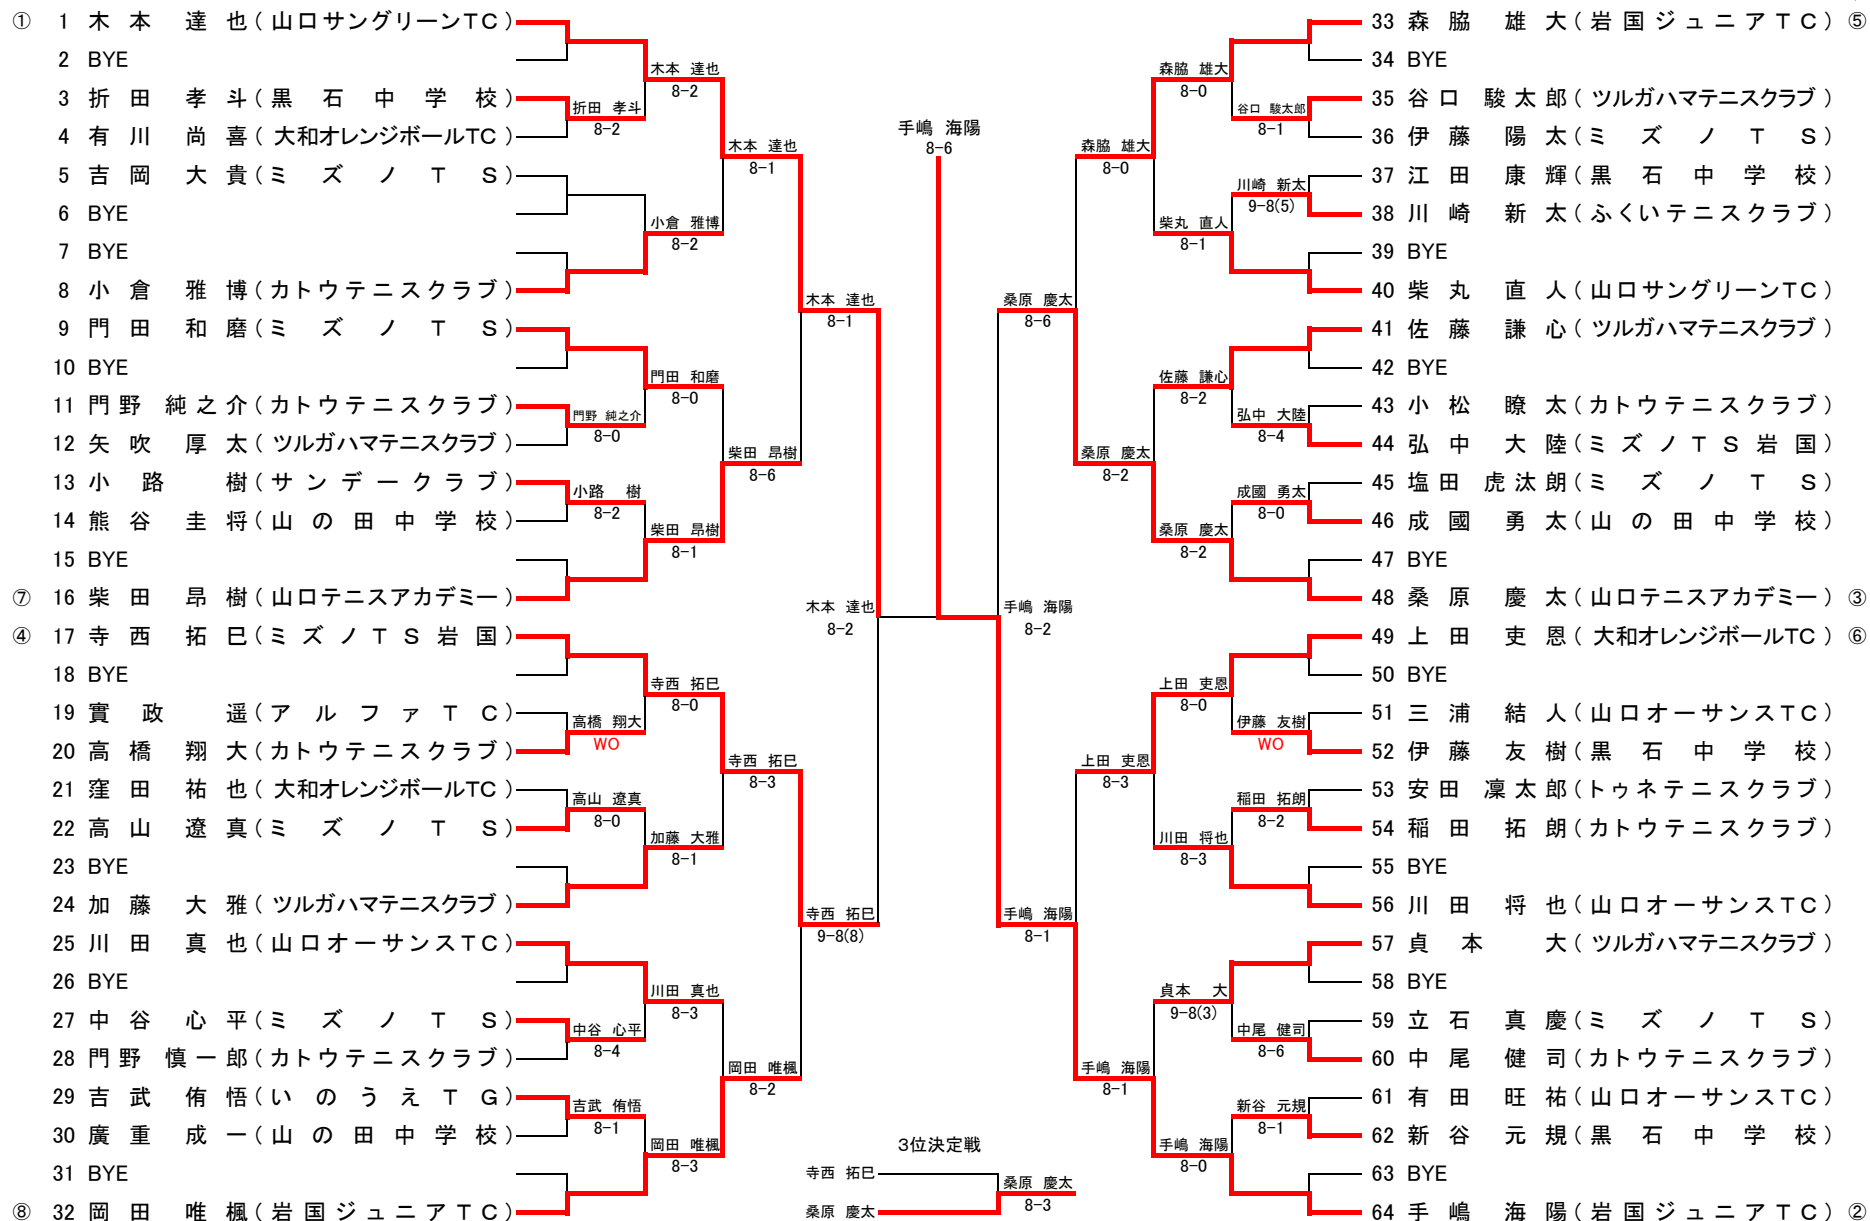 ① 1 木本 達也(山口サングリーンTC)
2 BYE
3 折田 孝斗(黒石中学校)
4 有川 尚喜(大和オレンジボールTC)
5 吉岡 大貴(ミズノTS)
6 BYE
7 BYE
8 小倉 雅博(カトウテニスクラブ)
9 門田 和磨(ミズノTS)
10 BYE
11 門野 純之介(カトウテニスクラブ)
12 矢吹 厚太(ツルガハマテニスクラブ)
13 小路 樹(サンデークラブ)
14 熊谷 圭将(山の田中学校)
15 BYE
⑦ 16 柴田 昂樹(山口テニスアカデミー)
④ 17 寺西 拓巳(ミズノTS岩国)
18 BYE
19 實政 遥(アルファTC)
20 高橋 翔大(カトウテニスクラブ)
21 窪田 祐也(大和オレンジボールTC)
22 高山 遼真(ミズノTS)
23 BYE
24 加藤 大雅(ツルガハマテニスクラブ)
25 川田 真也(山口オーサンスTC)
26 BYE
27 中谷 心平(ミズノTS)
28 門野 慎一郎(カトウテニスクラブ)
29 吉武 侑悟(いのうえTG)
30 廣重 成一(山の田中学校)
31 BYE
⑧ 32 岡田 唯楓(岩国ジュニアTC)
折田 孝斗
8-2
門野 純之介
8-0
小路 樹
8-2
高橋 翔大
WO
高山 遼真
8-0
中谷 心平
8-4
吉武 侑悟
8-1
木本 達也
8-2
小倉 雅博
8-2
門田 和磨
8-0
柴田 昂樹
8-1
寺西 拓巳
8-0
加藤 大雅
8-1
川田 真也
8-3
岡田 唯楓
8-3
木本 達也
8-1
柴田 昂樹
8-6
寺西 拓巳
8-3
岡田 唯楓
8-2
木本 達也
8-1
寺西 拓巳
9-8(8)
木本 達也
8-2
手嶋 海陽
8-6
手嶋 海陽
8-2
桑原 慶太
8-6
手嶋 海陽
8-1
森脇 雄大
8-0
桑原 慶太
8-2
上田 吏恩
8-3
手嶋 海陽
8-1
森脇 雄大
8-0
柴丸 直人
8-1
佐藤 謙心
8-2
桑原 慶太
8-2
上田 吏恩
8-0
川田 将也
8-3
貞本 大
9-8(3)
手嶋 海陽
8-0
谷口 駿太郎
8-1
川崎 新太
9-8(5)
弘中 大陸
8-4
成國 勇太
8-0
伊藤 友樹
WO
稲田 拓朗
8-2
中尾 健司
8-6
新谷 元規
8-1
33 森脇 雄大(岩国ジュニアTC) ⑤
34 BYE
35 谷口 駿太郎(ツルガハマテニスクラブ)
36 伊藤 陽太(ミズノTS)
37 江田 康輝(黒石中学校)
38 川崎 新太(ふくいテニスクラブ)
39 BYE
40 柴丸 直人(山口サングリーンTC)
41 佐藤 謙心(ツルガハマテニスクラブ)
42 BYE
43 小松 瞭太(カトウテニスクラブ)
44 弘中 大陸(ミズノTS岩国)
45 塩田 虎汰朗(ミズノTS)
46 成國 勇太(山の田中学校)
47 BYE
48 桑原 慶太(山口テニスアカデミー) ③
49 上田 吏恩(大和オレンジボールTC) ⑥
50 BYE
51 三浦 結人(山口オーサンスTC)
52 伊藤 友樹(黒石中学校)
53 安田 凜太郎(トゥネテニスクラブ)
54 稲田 拓朗(カトウテニスクラブ)
55 BYE
56 川田 将也(山口オーサンスTC)
57 貞本 大(ツルガハマテニスクラブ)
58 BYE
59 立石 真慶(ミズノTS)
60 中尾 健司(カトウテニスクラブ)
61 有田 旺祐(山口オーサンスTC)
62 新谷 元規(黒石中学校)
63 BYE
64 手嶋 海陽(岩国ジュニアTC) ②
3位決定戦
寺西 拓巳
桑原 慶太
桑原 慶太
8-3